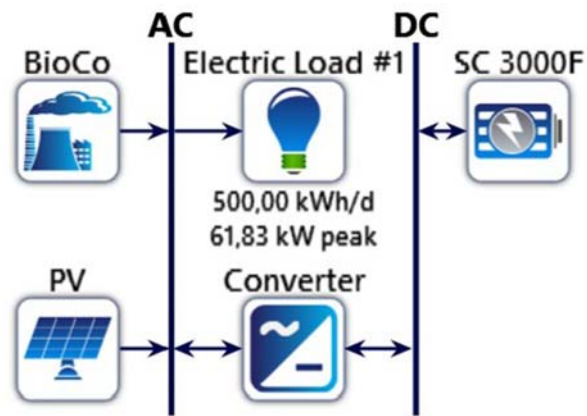 AC
DC
BioCo
Electric Load #1
SC 3000F
500,00 kWh/d
61,83 kW peak
PV
Converter